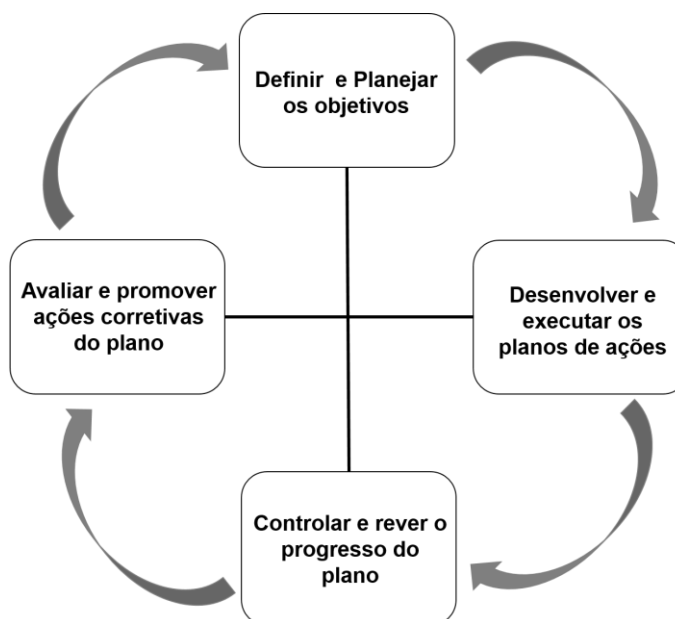 Definir e Planejar
os objetivos
Desenvolver e
executar os
planos de ações
Controlar e rever o
progresso do
plano
Avaliar e promover
ações corretivas
do plano